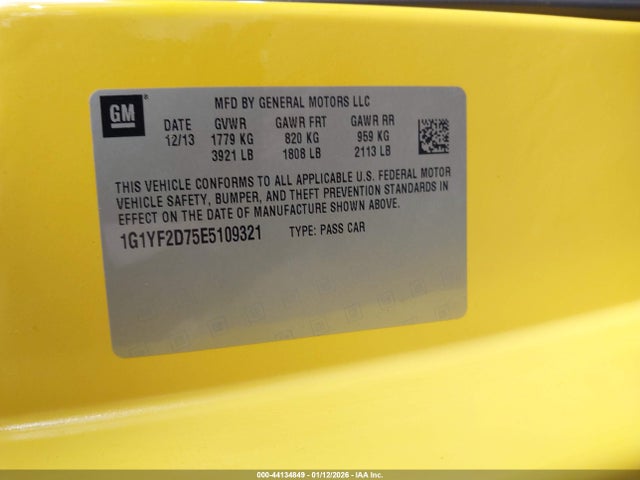 GM®
MFD BY GENERAL MOTORS LLC
DATE GVWR GAWR FRT GAWR RR
12/13 1779 KG 820 KG 959 KG
3921 LB 1808 LB 2113 LB
THIS VEHICLE CONFORMS TO ALL APPLICABLE U.S. FEDERAL MOTOR
VEHICLE SAFETY, BUMPER, AND THEFT PREVENTION STANDARDS IN
EFFECT ON THE DATE OF MANUFACTURE SHOWN ABOVE.
1G1YF2D75E5109321 TYPE: PASS CAR
000-44134849 - 01/12/2026 - IAA Inc.